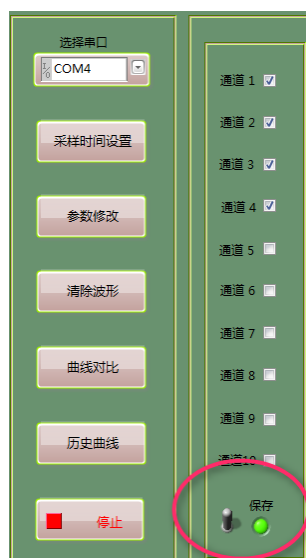 选择串口
I/O COM4
采样时间设置
参数修改
清除波形
曲线对比
历史曲线
停止
通道 1
通道 2
通道 3
通道 4
通道 5
通道 6
通道 7
通道 8
通道 9
通道10
保存